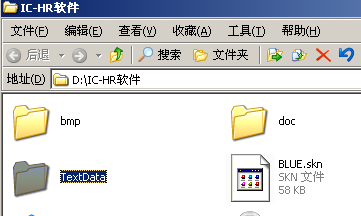 IC-HR软件
文件(F) 编辑(E) 查看(V) 收藏(A) 工具(T) 帮助(H)
后退 搜索 文件夹
地址(D) D:\IC-HR软件
bmp doc
TextData BLUE.skn
SKN 文件
58 KB